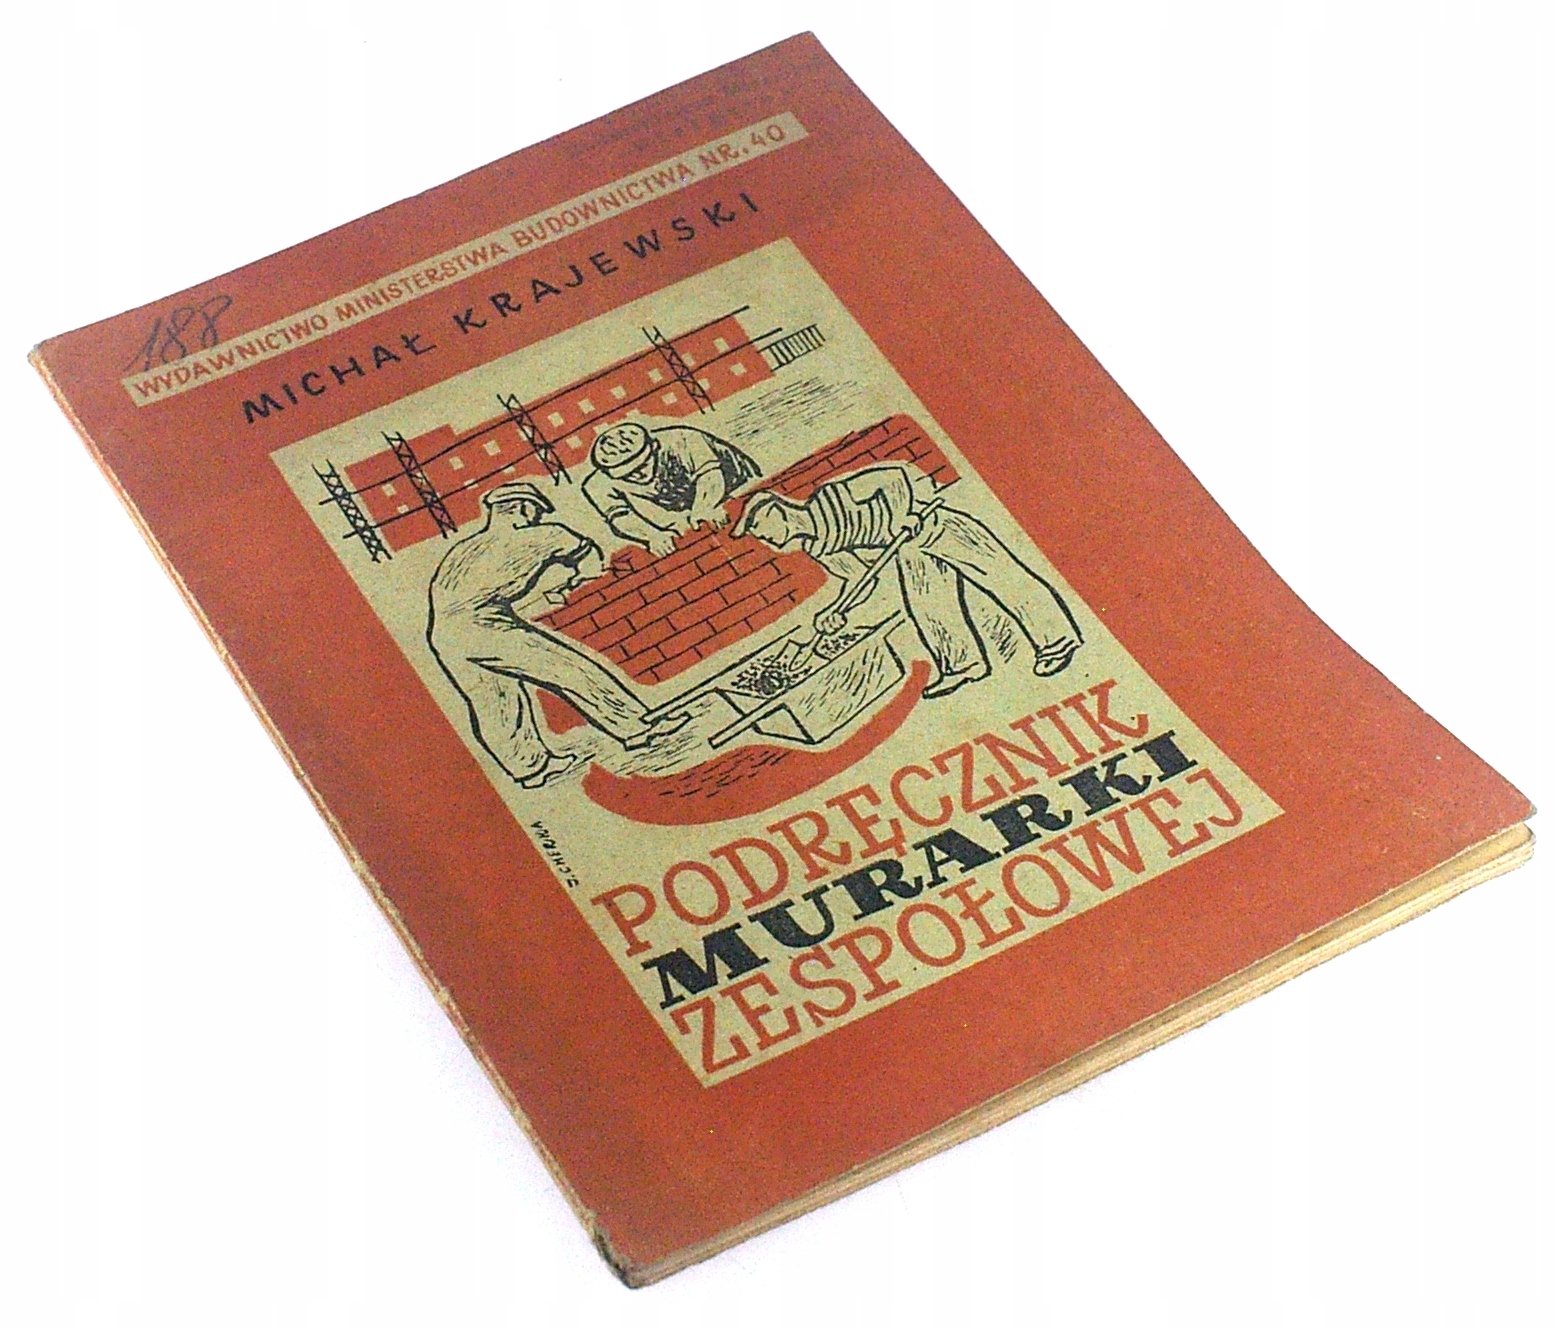 188
WYDAWNICTWO MINISTERSTWA BUDOWNICTWA NR. 40
MICHAŁ KRAJEWSKI
PODRĘCZNIK
MURARKI
ZESPOŁOWEJ